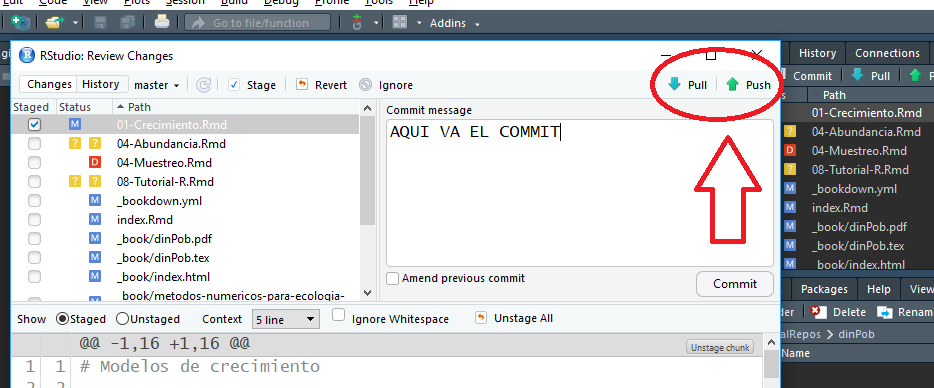 Edit Code View Plots Session Build Debug Profile Tools Help
Go to file/function Addins
RStudio: Review Changes
History Connections
Changes History master Stage Revert Ignore Pull Push
Commit Pull
Staged Status Path
Commit message
Path
01-Crecimiento.Rmd
AQUI VA EL COMMIT
01-Crecimiento.Rmd
? ? 04-Abundancia.Rmd
? ? 04-Abundancia.Rmd
D 04-Muestreo.Rmd
D 04-Muestreo.Rmd
? ? 08-Tutorial-R.Rmd
? ? 08-Tutorial-R.Rmd
M _bookdown.yml
M _bookdown.yml
M index.Rmd
M index.Rmd
M _book/dinPob.pdf
M _book/dinPob.pdf
M _book/dinPob.tex
M _book/dinPob.tex
M _book/index.html
M _book/index.html
_book/metodos-numericos-para-ecologia-
Amend previous commit
Commit
Packages Help View
Show Staged Unstaged Context 5 line Ignore Whitespace Unstage All
Delete Renam
@@ -1,16 +1,16 @@
Unstage chunk
alRepos dinPob
1 1 # Modelos de crecimiento
Name
2 2